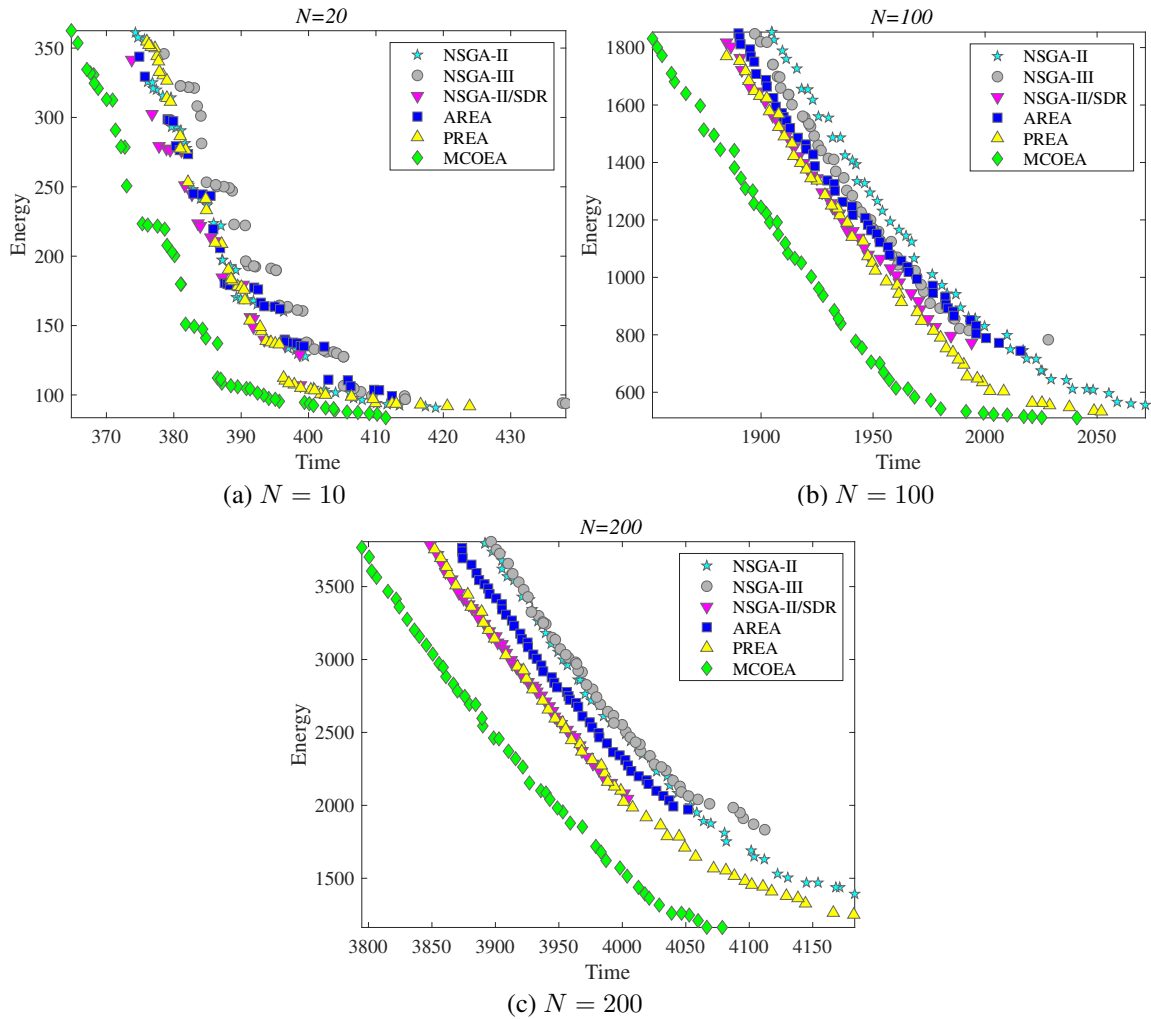 N=20
350
300
250
200
150
100
Energy
370
380
390
400
410
420
430
Time
NSGA-II
NSGA-III
NSGA-II/SDR
AREA
PREA
MCOEA
(a) N = 10
N=100
1800
1600
1400
1200
1000
800
600
Energy
1900
1950
2000
2050
Time
NSGA-II
NSGA-III
NSGA-II/SDR
AREA
PREA
MCOEA
(b) N = 100
N=200
3500
3000
2500
2000
1500
Energy
3800
3850
3900
3950
4000
4050
4100
4150
Time
NSGA-II
NSGA-III
NSGA-II/SDR
AREA
PREA
MCOEA
(c) N = 200